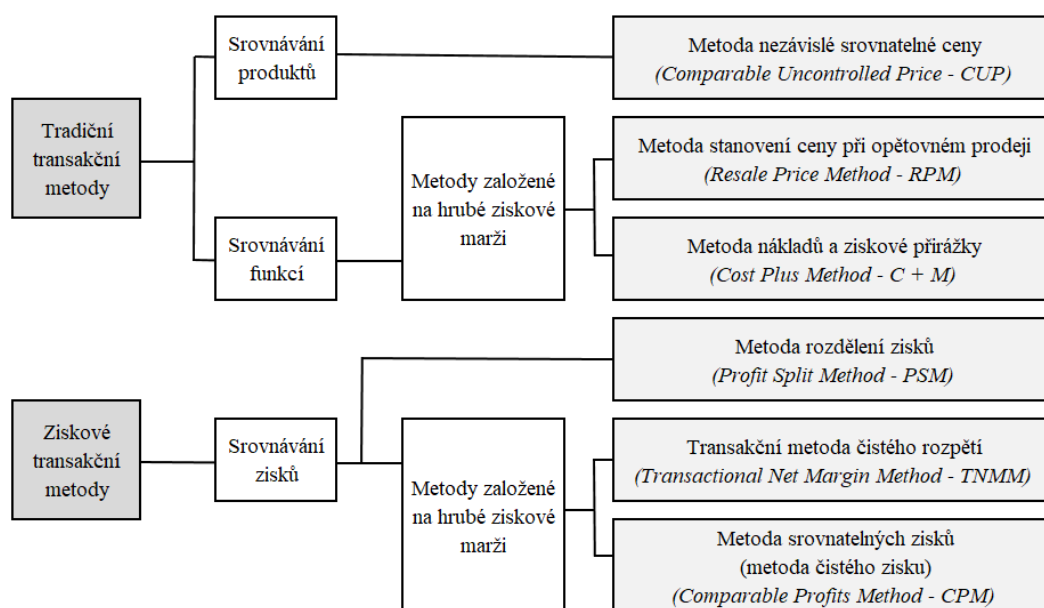 Tradiční
transakční
metody
Srovnávání
produktů
Metoda nezávislé srovnatelné ceny
(Comparable Uncontrolled Price - CUP)
Srovnávání
funkcí
Metody založené
na hrubé ziskové
marži
Metoda stanovení ceny při opětovném prodeji
(Resale Price Method - RPM)
Metoda nákladů a ziskové přirážky
(Cost Plus Method - C + M)
Ziskové
transakční
metody
Srovnávání
zisků
Metoda rozdělení zisků
(Profit Split Method - PSM)
Metody založené
na hrubé ziskové
marži
Transakční metoda čistého rozpětí
(Transactional Net Margin Method - TNMM)
Metoda srovnatelných zisků
(metoda čistého zisku)
(Comparable Profits Method - CPM)